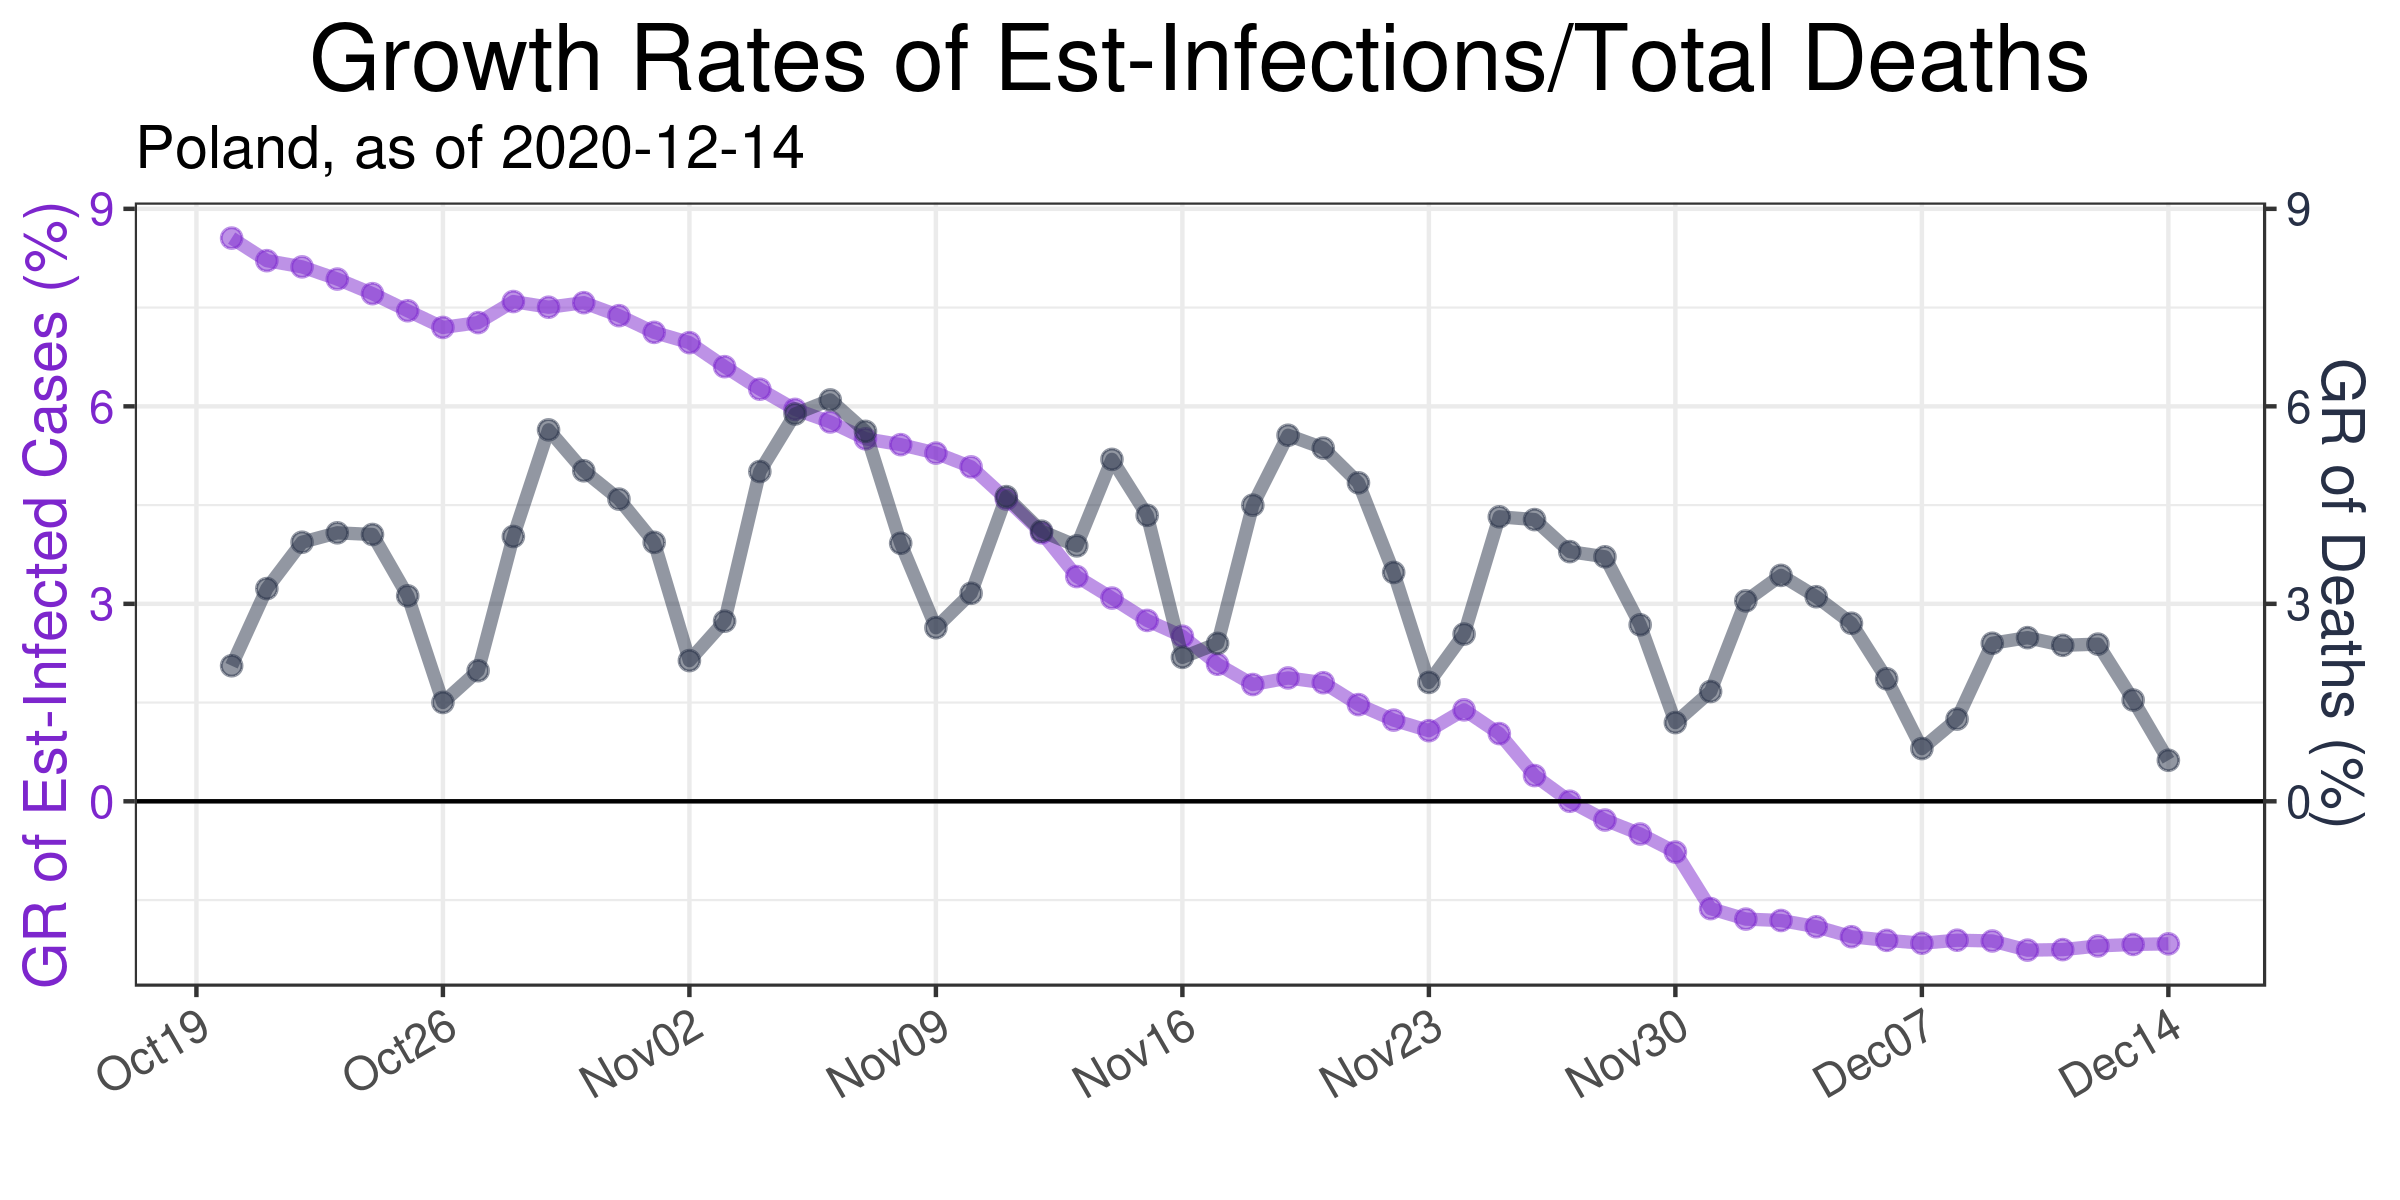 Growth Rates of Est-Infections/Total Deaths
Poland, as of 2020-12-14
GR of Est-Infected Cases (%)
9
6
3
0
9
6
3
0
GR of Deaths (%)
Oct19
Oct26
Nov02
Nov09
Nov16
Nov23
Nov30
Dec07
Dec14